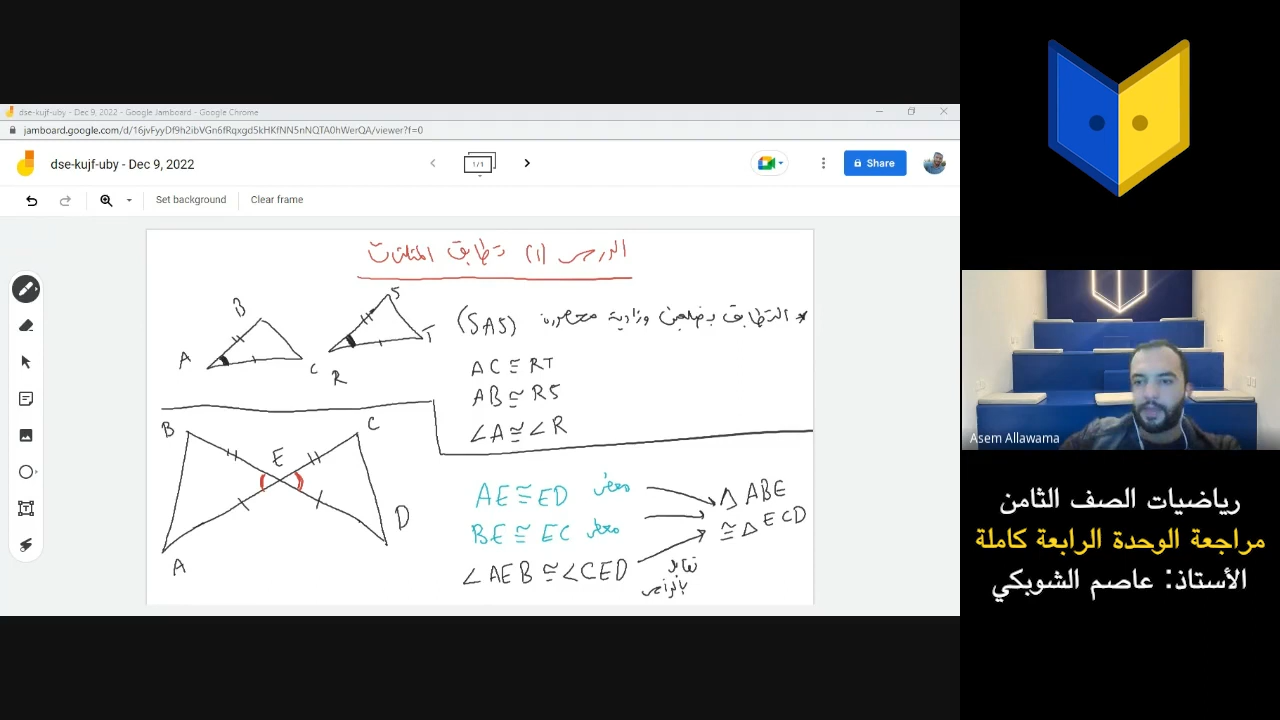 dse-kujf-uby - Dec 9, 2022 - Google Jamboard - Google Chrome
jamboard.google.com/d/16jvFyyDf9h2ibVGn6fRqxgd5kHKfNN5nNQTA0hWerQA/viewer?f=0
dse-kujf-uby - Dec 9, 2022
1/1
Share
Set background
Clear frame
الدرس (1) تطابق المثلثات
* التطابق بضلعين وزاوية محصورة (SAS)
A B C
R S T
AC ≅ RT
AB ≅ RS
∠A ≅ ∠R
B E C
A D
AE ≅ ED معطى
BE ≅ EC معطى
∠AEB ≅ ∠CED تقابل بالرأس
△ ABE
≅ △ ECD
Asem Allawama
رياضيات الصف الثامن
مراجعة الوحدة الرابعة كاملة
الأستاذ: عاصم الشوبكي